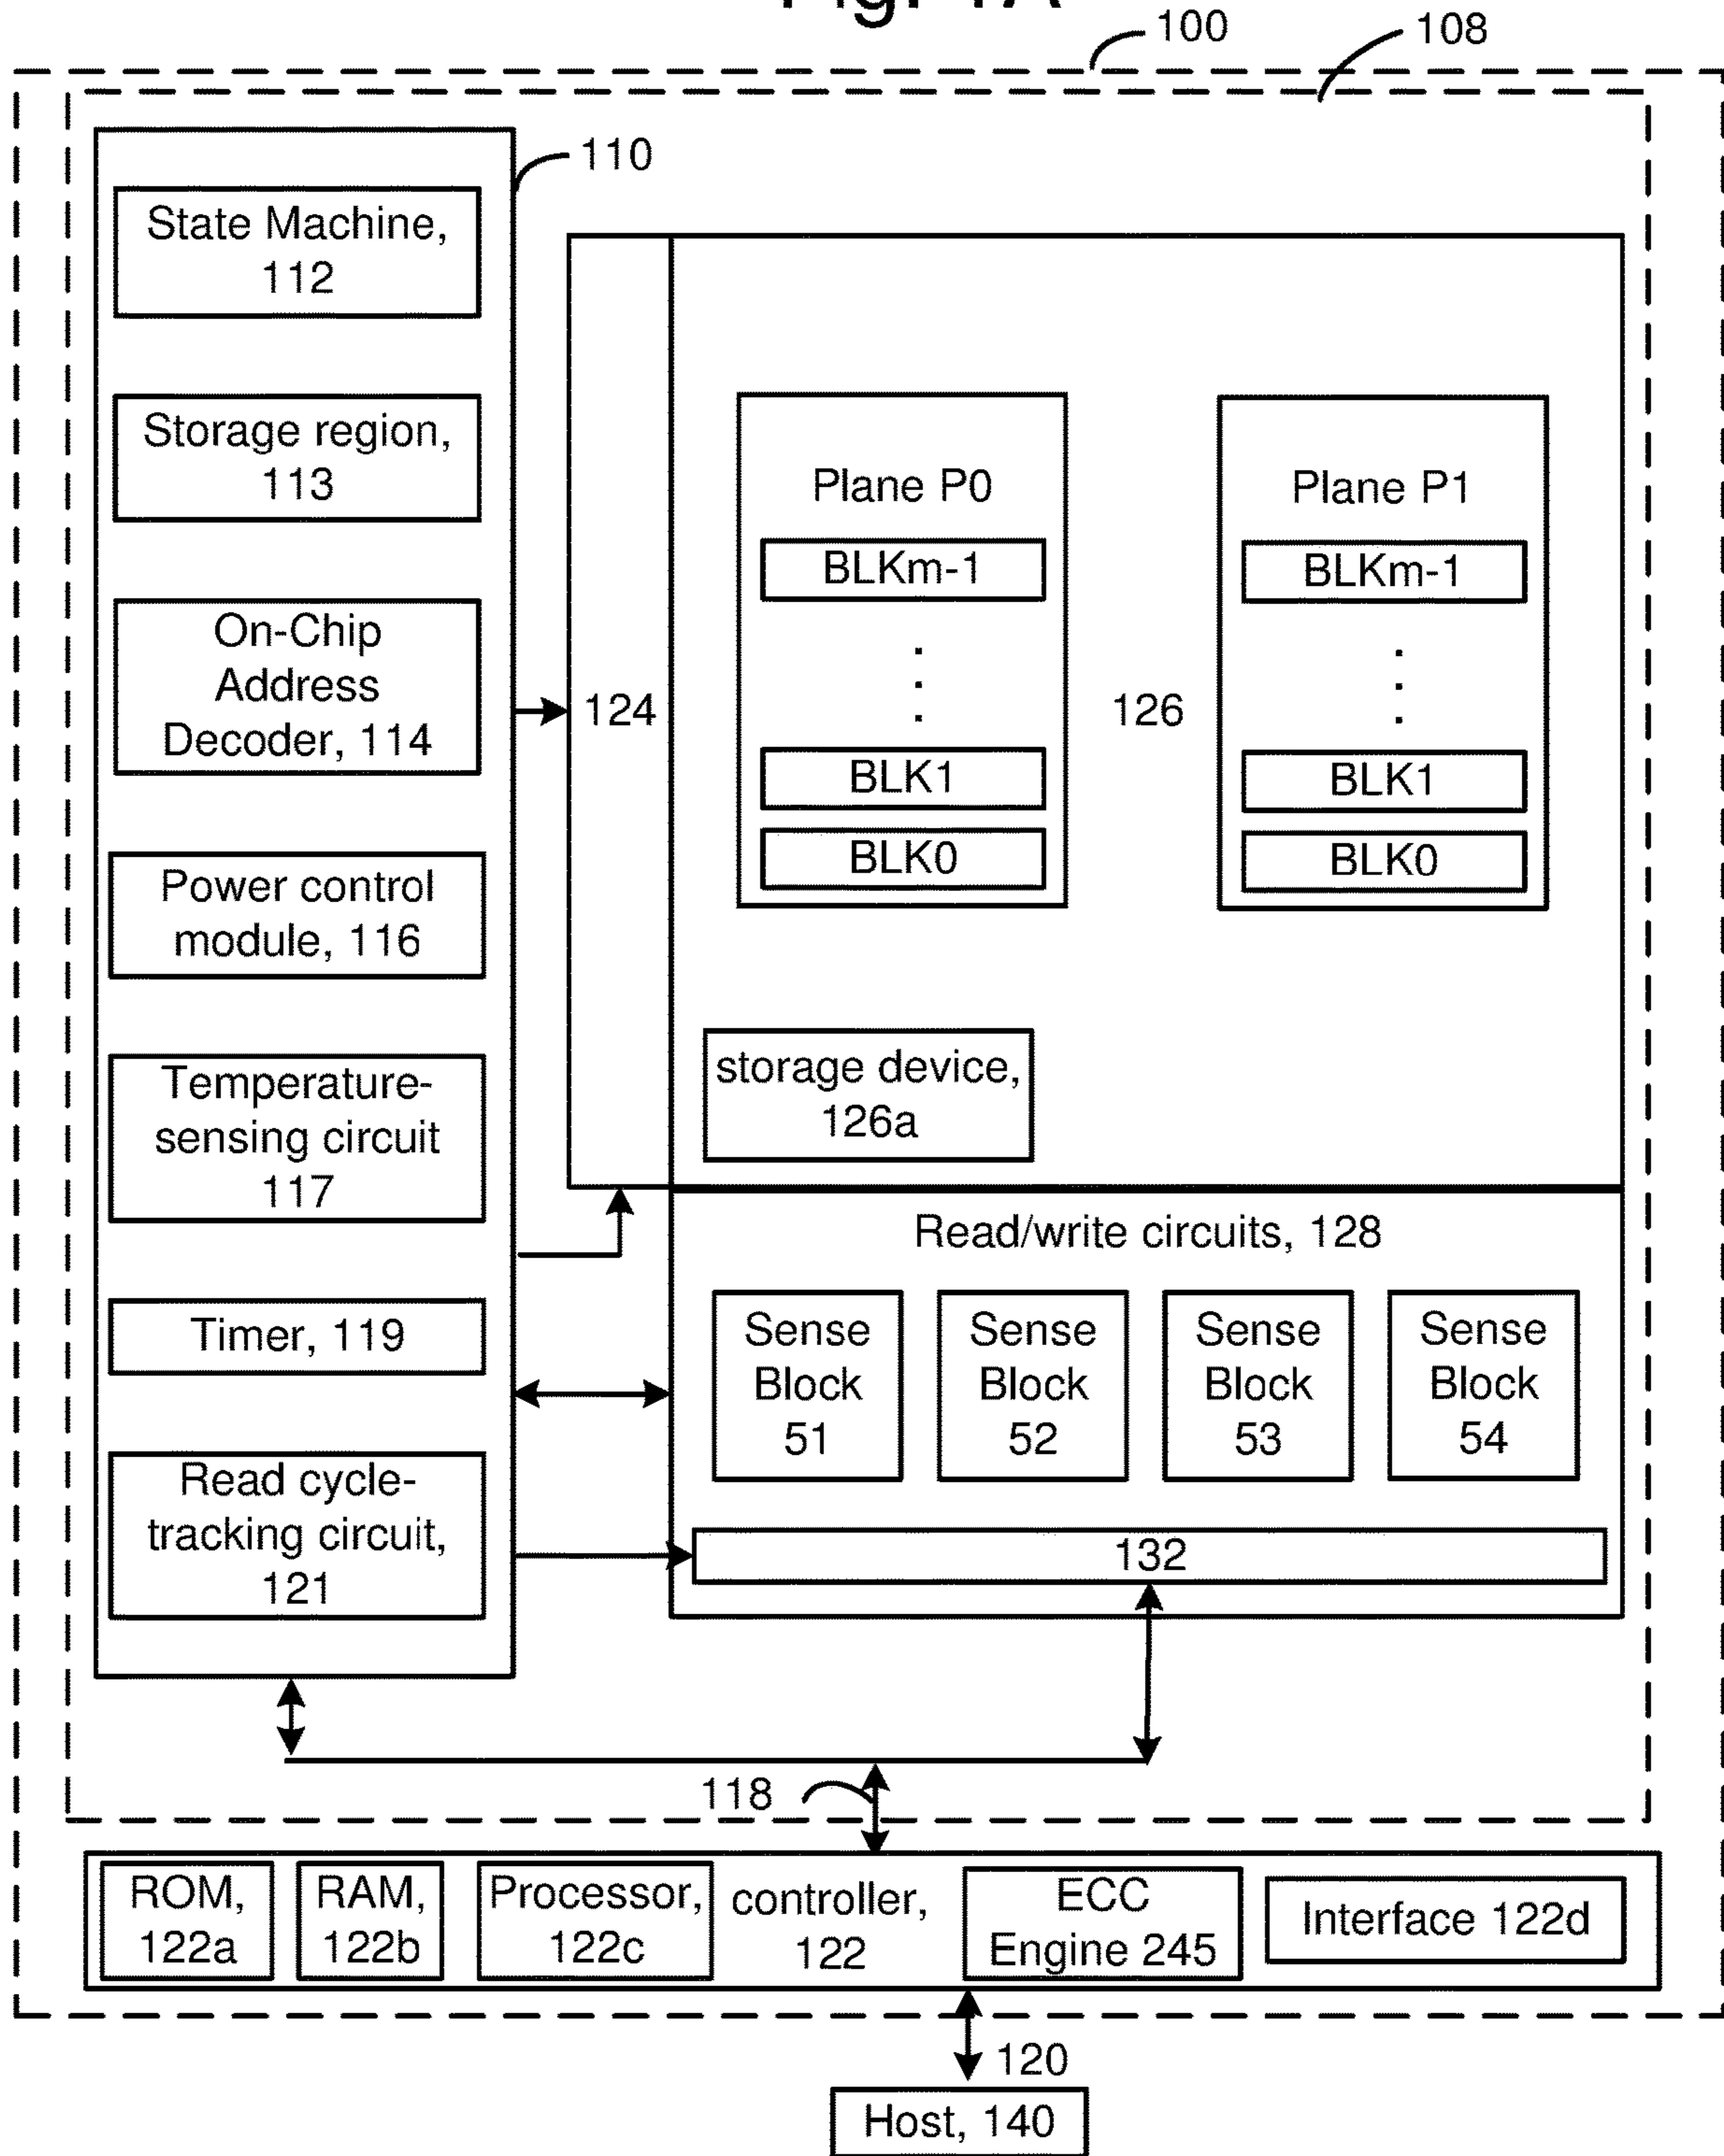 Fig. 1A
100
108
110
State Machine,
112
Storage region,
113
On-Chip
Address
Decoder, 114
Power control
module, 116
Temperature-
sensing circuit
117
Timer, 119
Read cycle-
tracking circuit,
121
124
Plane P0
BLKm-1
.
.
.
BLK1
BLK0
126
Plane P1
BLKm-1
.
.
.
BLK1
BLK0
storage device,
126a
Read/write circuits, 128
Sense
Block
51
Sense
Block
52
Sense
Block
53
Sense
Block
54
132
118
ROM,
122a
RAM,
122b
Processor,
122c
controller,
122
ECC
Engine 245
Interface 122d
120
Host, 140